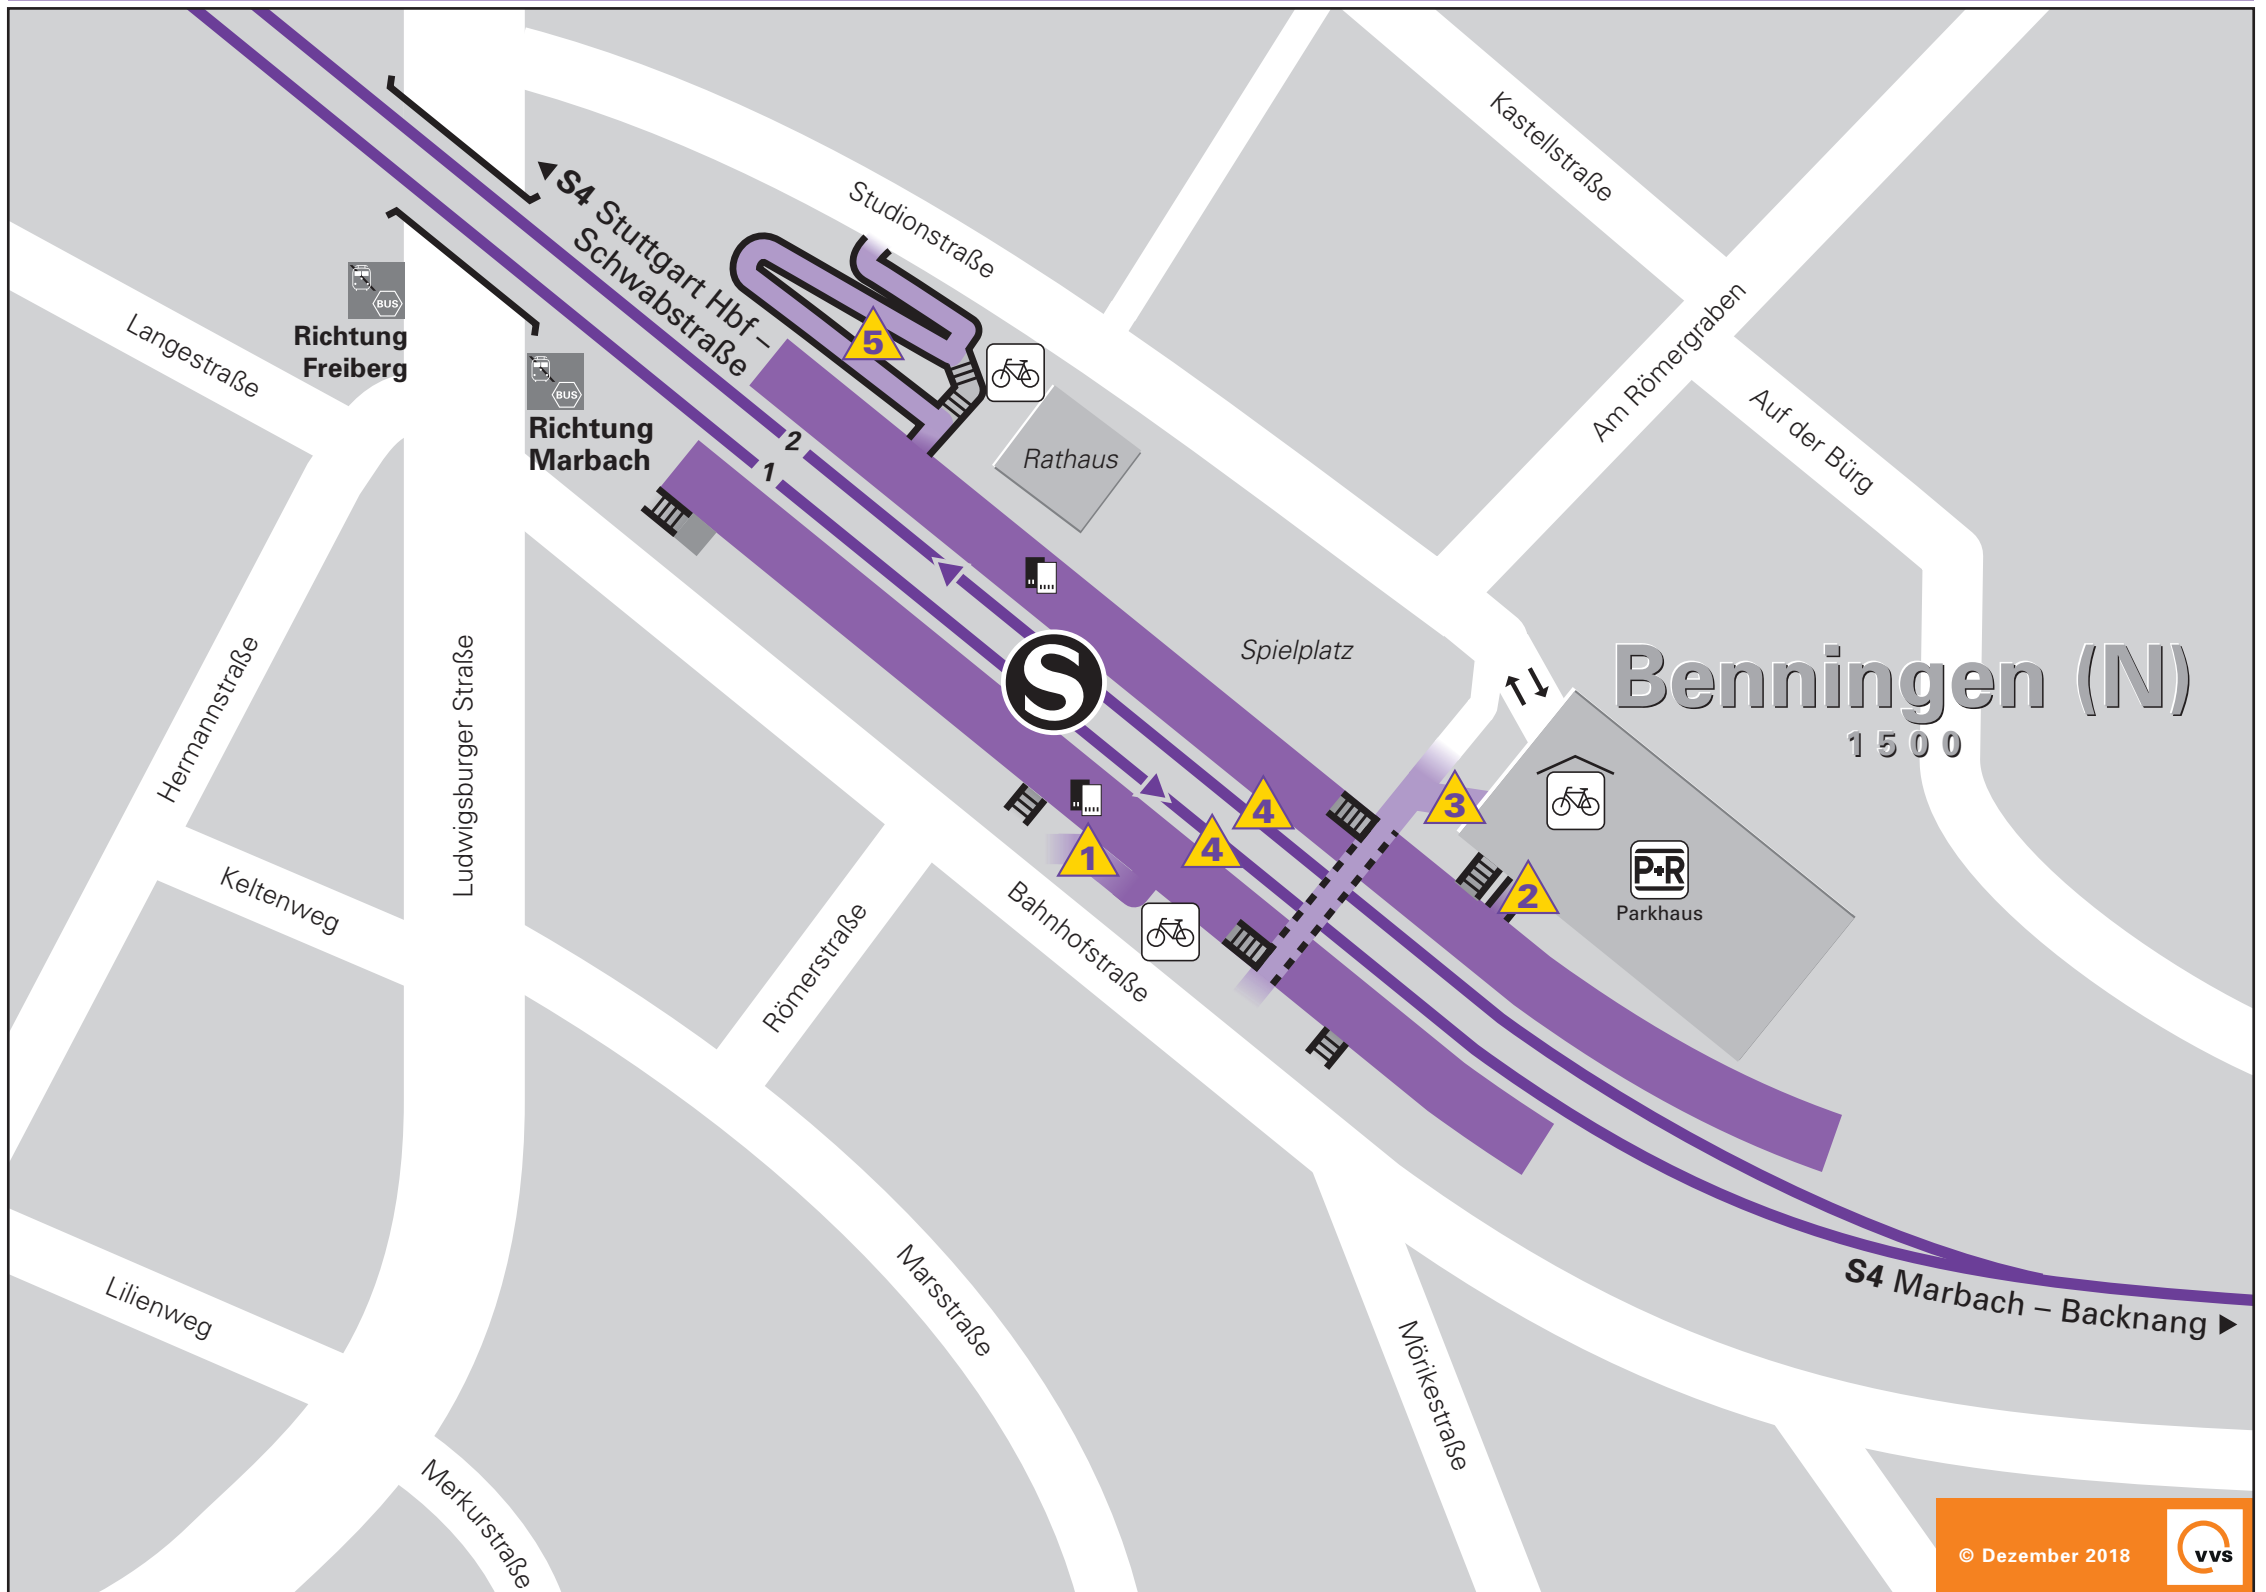 Kastellstraße
S4 Stuttgart Hbf –
Schwabstraße
Studionstraße
BUS
Richtung
Freiberg
Langestraße
BUS
Richtung
Marbach
5
Am Römergraben
Auf der Bürg
2
1
Rathaus
Spielplatz
S
Benningen (N)
1500
Hermannstraße
Ludwigsburger Straße
4
4
3
1
2
P+R
Parkhaus
Keltenweg
Römerstraße
Bahnhofstraße
Lilienweg
Marsstraße
Mörikestraße
S4 Marbach – Backnang
Merkurstraße
© Dezember 2018
vvs